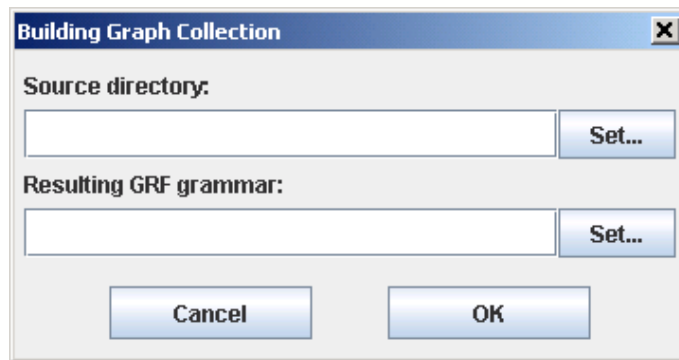 Building Graph Collection
Source directory:
Set...
Resulting GRF grammar:
Set...
Cancel OK